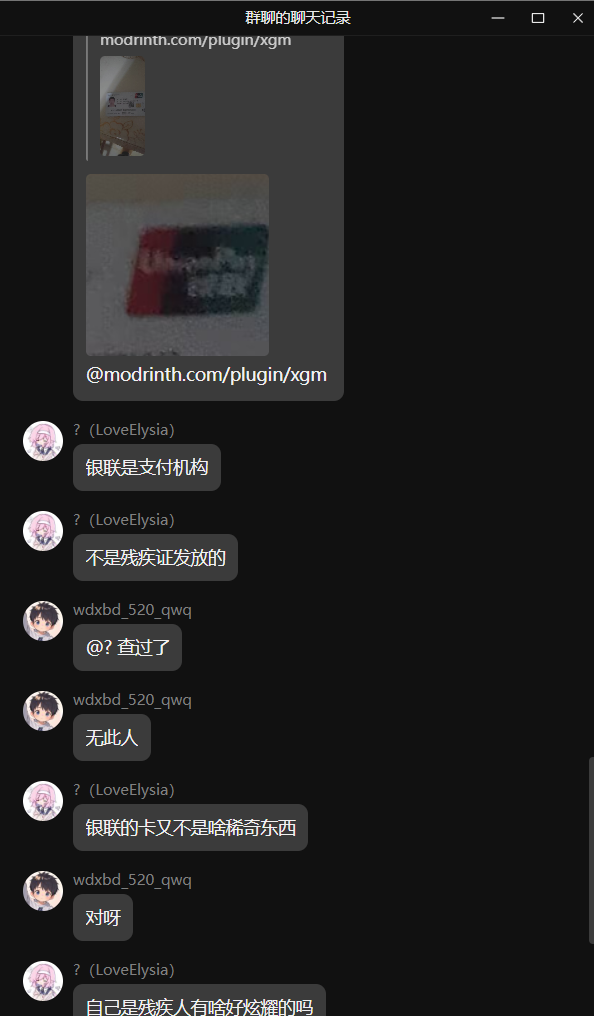 群聊的聊天记录
modrinth.com/plugin/xgm
UnionPay
银联
@modrinth.com/plugin/xgm
?（LoveElysia）
银联是支付机构
?（LoveElysia）
不是残疾证发放的
wdxbd_520_qwq
@? 查过了
wdxbd_520_qwq
无此人
?（LoveElysia）
银联的卡又不是啥稀奇东西
wdxbd_520_qwq
对呀
?（LoveElysia）
自己是残疾人有啥好炫耀的吗